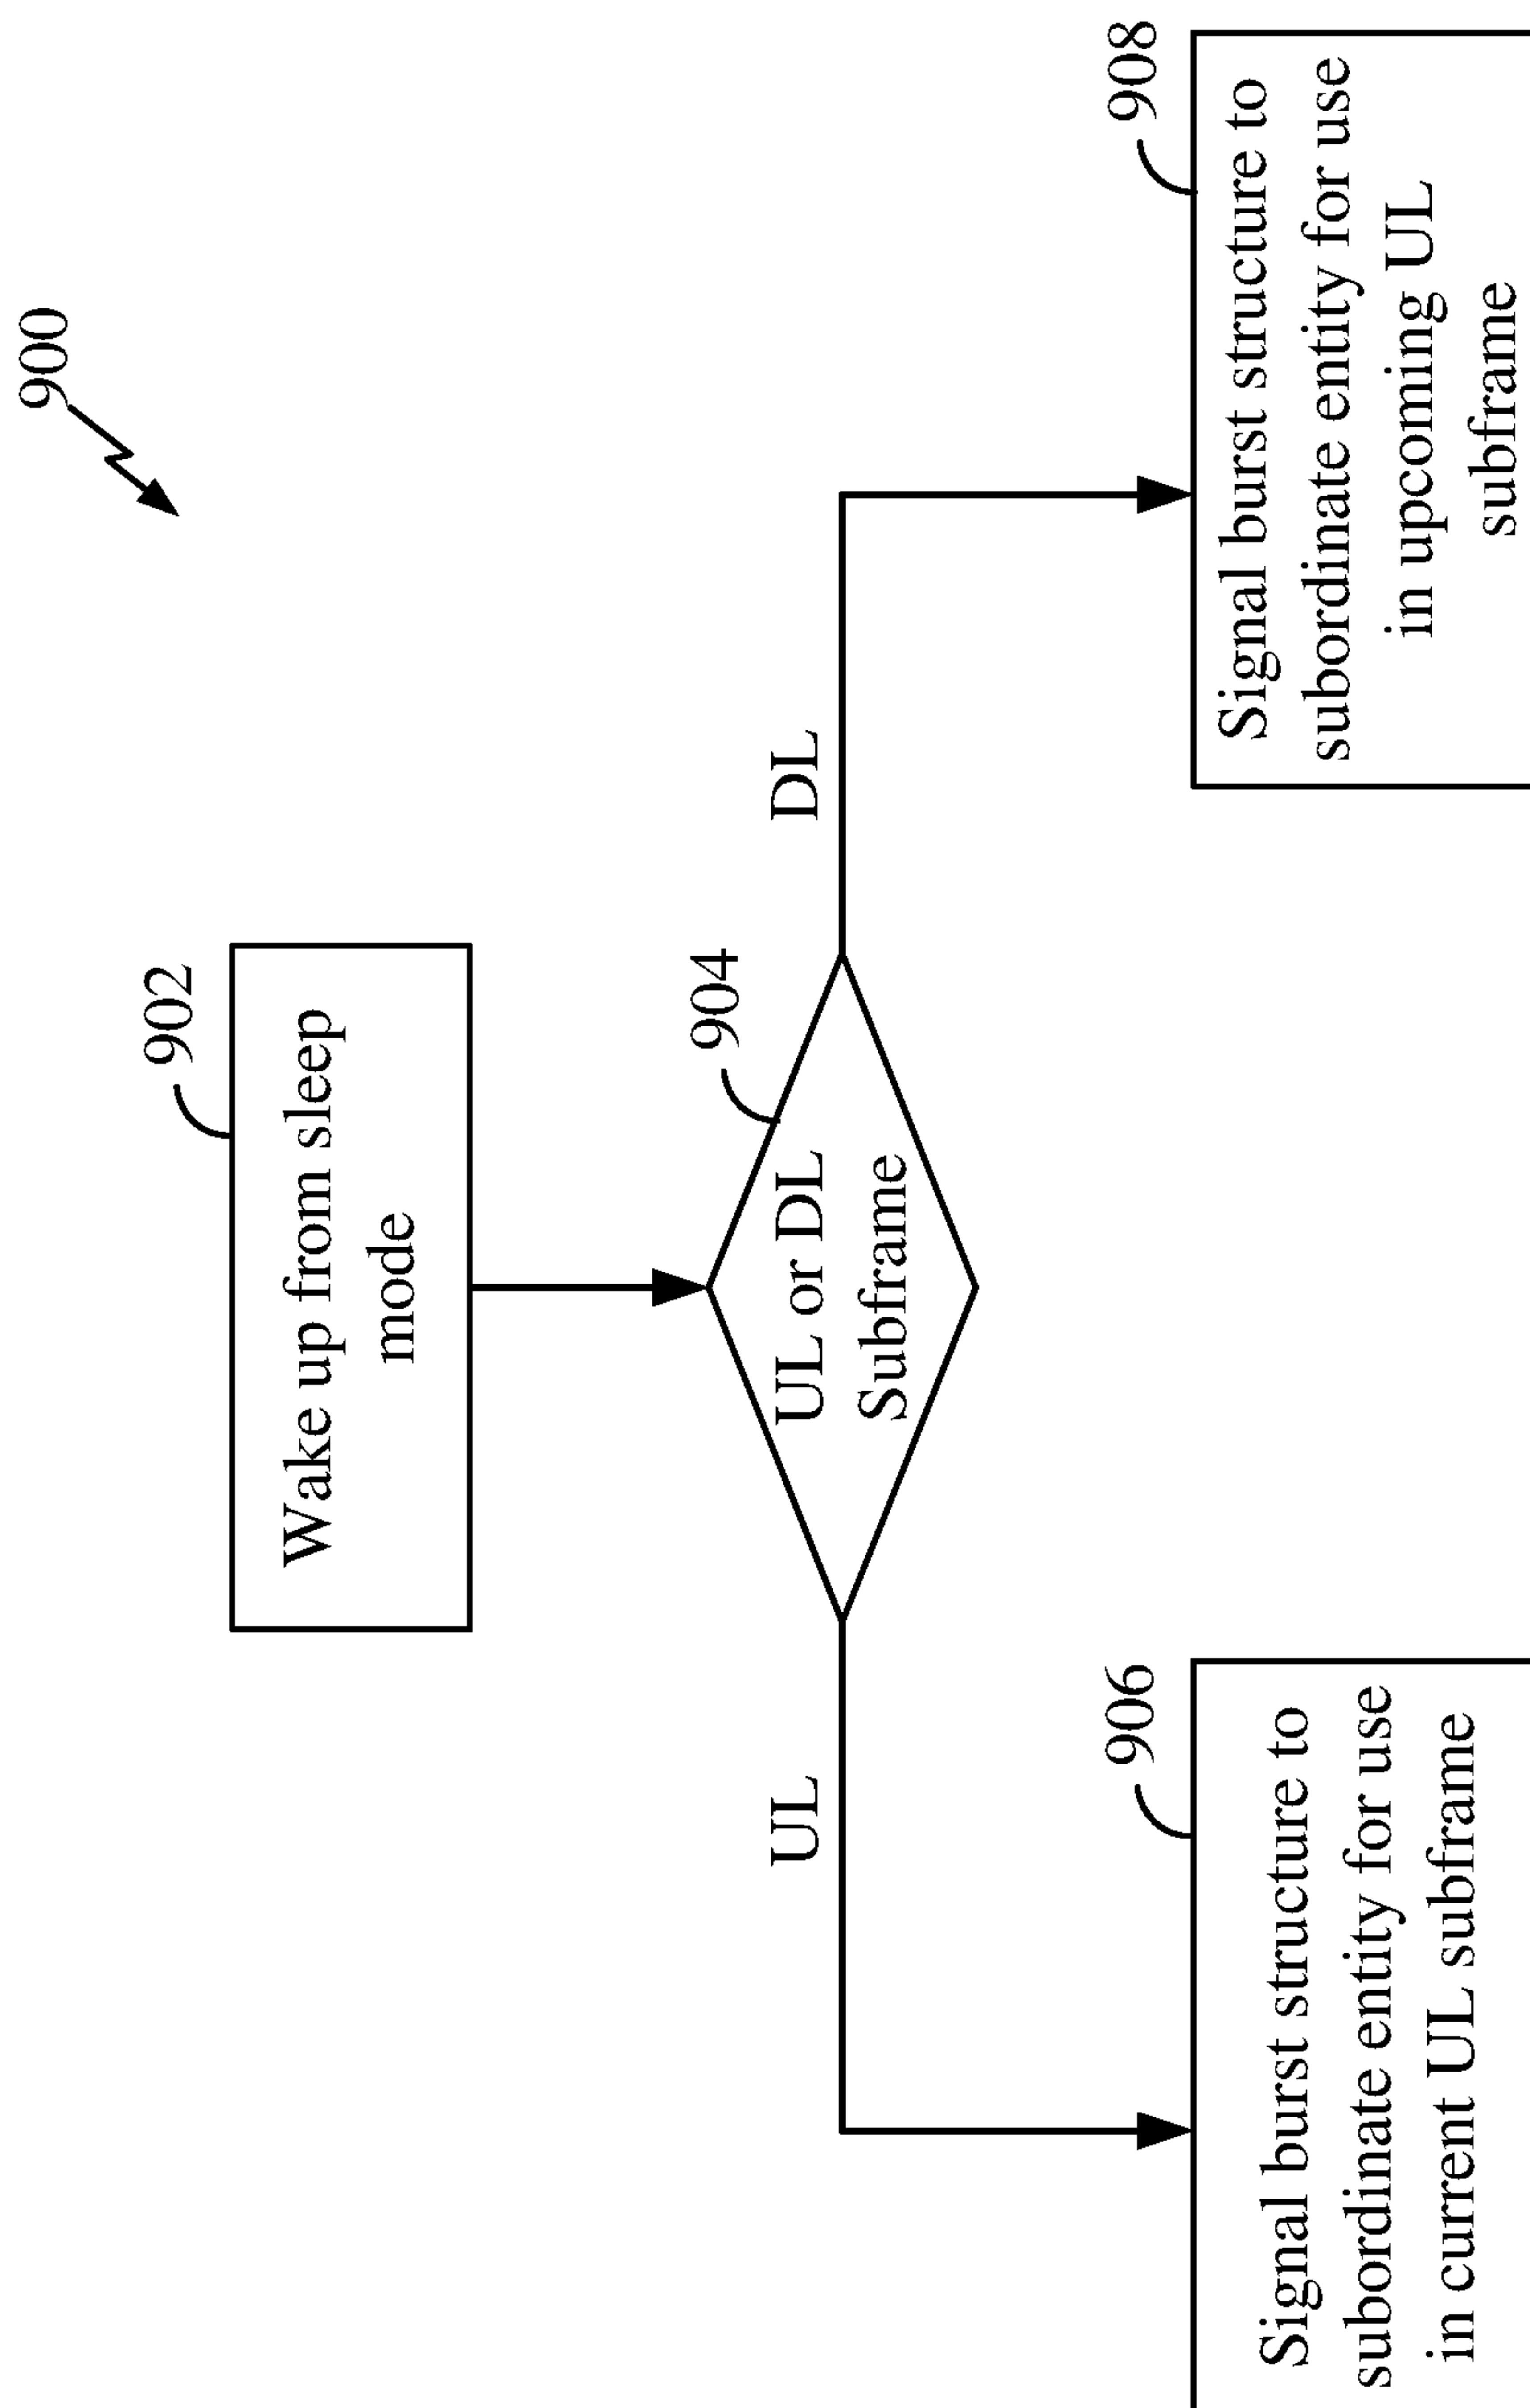 900
902
Wake up from sleep
mode
904
UL or DL
Subframe
UL
DL
906
Signal burst structure to
subordinate entity for use
in current UL subframe
908
Signal burst structure to
subordinate entity for use
in upcoming UL
subframe